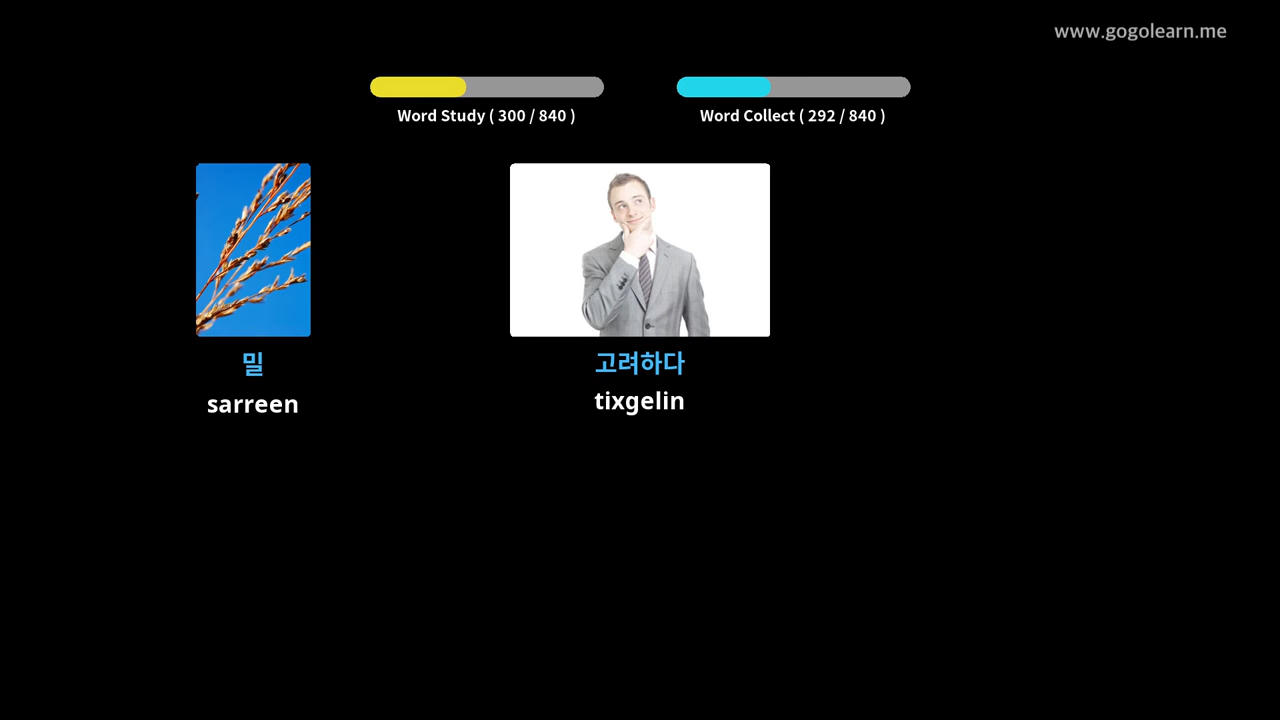 www.gogolearn.me
Word Study ( 300 / 840 )
Word Collect ( 292 / 840 )
밀
sarreen
고려하다
tixgelin